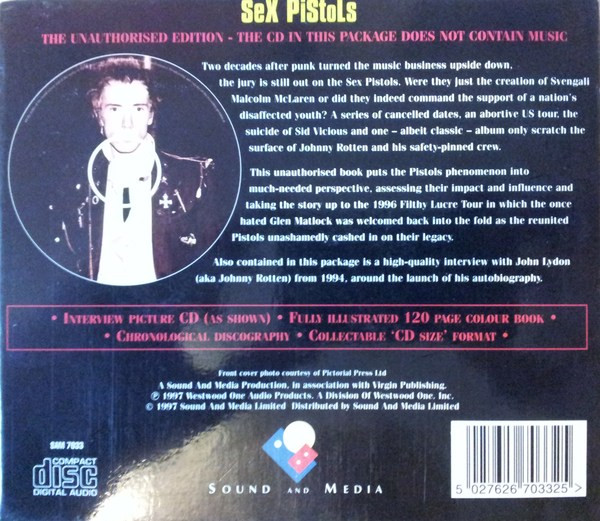 SeX PiStoLs
THE UNAUTHORISED EDITION - THE CD IN THIS PACKAGE DOES NOT CONTAIN MUSIC
Two decades after punk turned the music business upside down,
the jury is still out on the Sex Pistols. Were they just the creation of Svengali
Malcolm McLaren or did they indeed command the support of a nation's
disaffected youth? A series of cancelled dates, an abortive US tour, the
suicide of Sid Vicious and one – albeit classic – album only scratch the
surface of Johnny Rotten and his safety-pinned crew.
This unauthorised book puts the Pistols phenomenon into
much-needed perspective, assessing their impact and influence and
taking the story up to the 1996 Filthy Lucre Tour in which the once
hated Glen Matlock was welcomed back into the fold as the reunited
Pistols unashamedly cashed in on their legacy.
Also contained in this package is a high-quality interview with John Lydon
(aka Johnny Rotten) from 1994, around the launch of his autobiography.
• INTERVIEW PICTURE CD (AS SHOWN) • FULLY ILLUSTRATED 120 PAGE COLOUR BOOK •
• CHRONOLOGICAL DISCOGRAPHY • COLLECTABLE 'CD SIZE' FORMAT •
Front cover photo courtesy of Pictorial Press Ltd
A Sound And Media Production, in association with Virgin Publishing.
℗ 1997 Westwood One Audio Products. A Division Of Westwood One, Inc.
© 1997 Sound And Media Limited Distributed by Sound And Media Limited
SAM 7033
COMPACT
disc
DIGITAL AUDIO
SOUND AND MEDIA
5 027626 703325 >